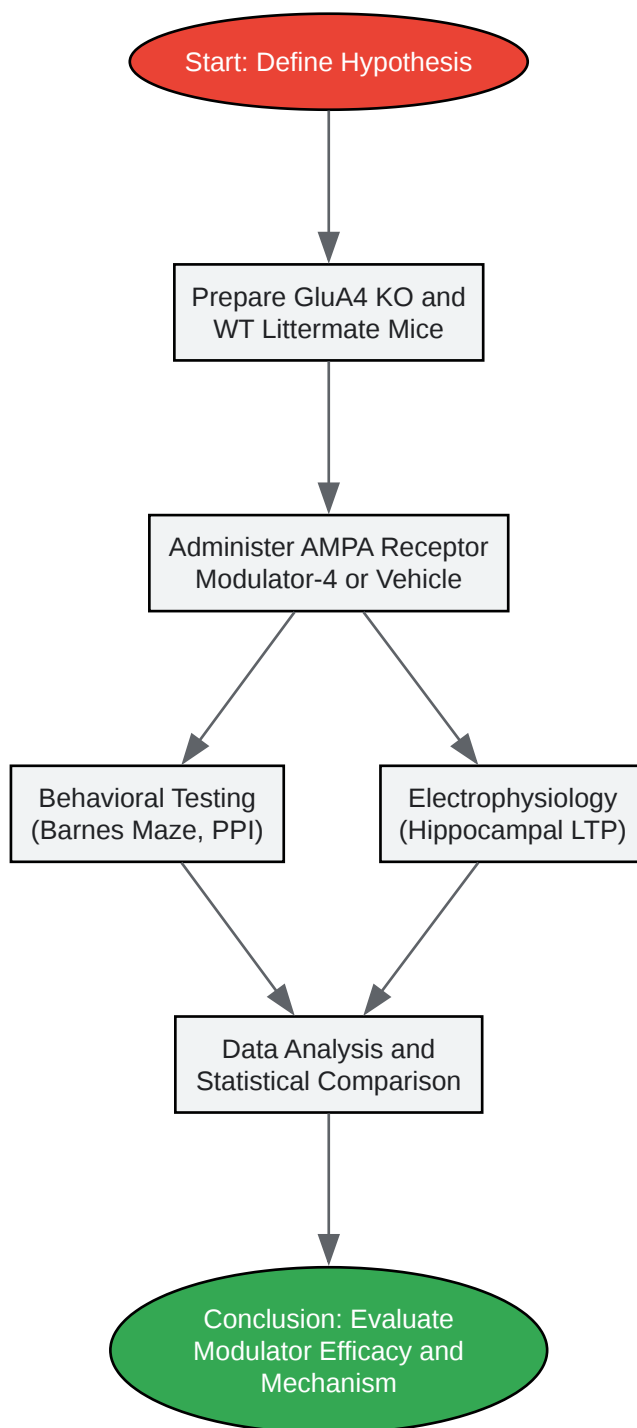 Start: Define Hypothesis
Prepare GluA4 KO and
WT Littermate Mice
Administer AMPA Receptor
Modulator-4 or Vehicle
Behavioral Testing
(Barnes Maze, PPI)
Electrophysiology
(Hippocampal LTP)
Data Analysis and
Statistical Comparison
Conclusion: Evaluate
Modulator Efficacy and
Mechanism